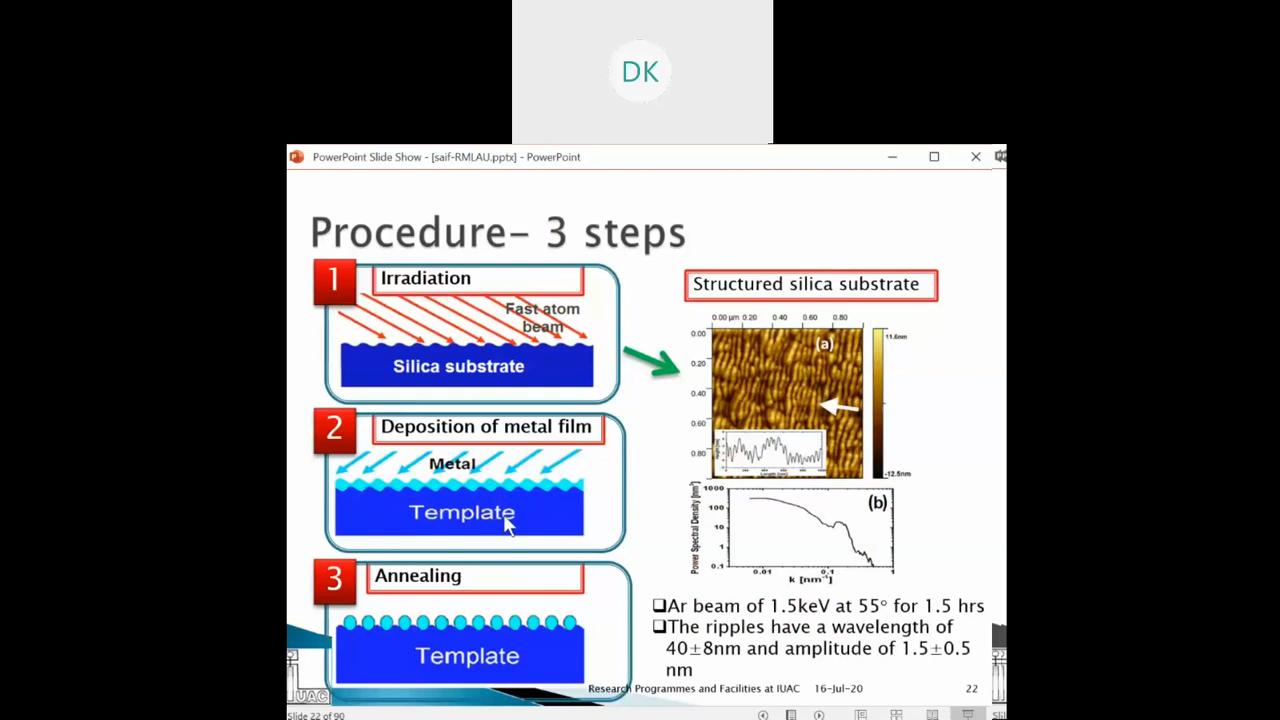 DK
PowerPoint Slide Show - [saif-RMLAU.pptx] - PowerPoint
Procedure- 3 steps
1
Irradiation
Fast atom
beam
Silica substrate
2
Deposition of metal film
Metal
Template
3
Annealing
Template
Structured silica substrate
0.00 µm 0.20 0.40 0.60 0.80
0.00
0.20
0.40
0.60
0.80
(a)
11.6nm
-12.5nm
(b)
Power Spectral Density [nm³]
1000
100
10
1
0.1
0.01 0.1 1
k [nm⁻¹]
❑Ar beam of 1.5keV at 55° for 1.5 hrs
❑The ripples have a wavelength of
40±8nm and amplitude of 1.5±0.5
nm
IUAC
Research Programmes and Facilities at IUAC 16-Jul-20 22
Slide 22 of 90